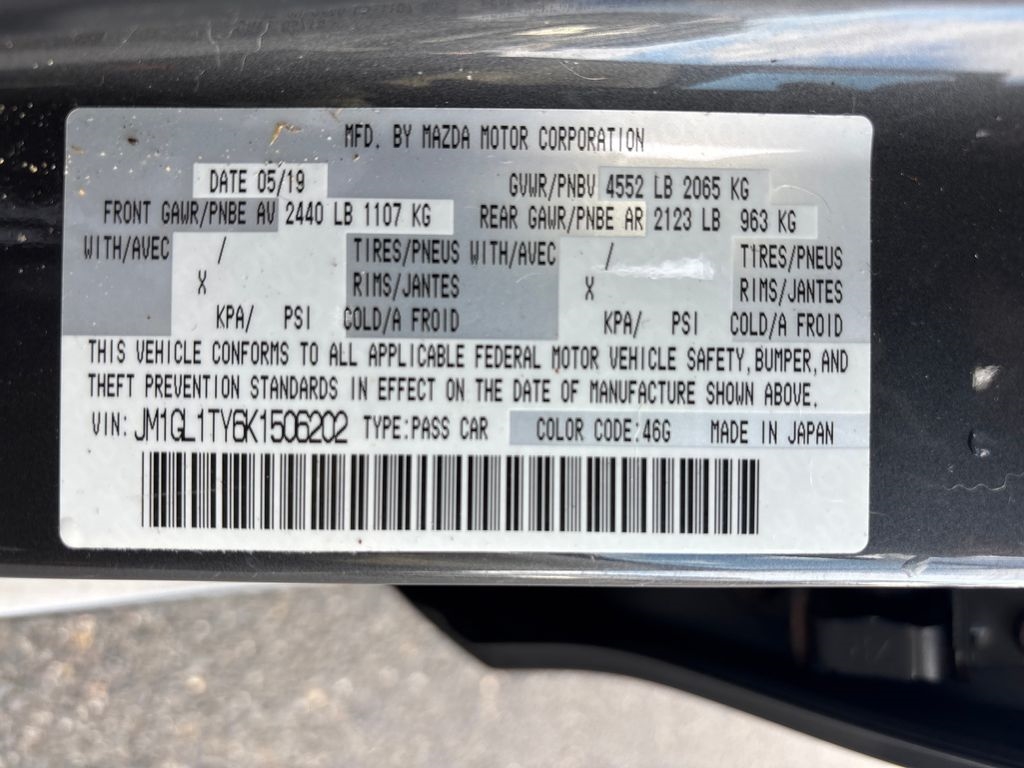 MFD. BY MAZDA MOTOR CORPORATION
DATE 05/19 GVWR/PNBV 4552 LB 2065 KG
FRONT GAWR/PNBE AV 2440 LB 1107 KG REAR GAWR/PNBE AR 2123 LB 963 KG
WITH/AVEC / TIRES/PNEUS WITH/AVEC / TIRES/PNEUS
X RIMS/JANTES X RIMS/JANTES
KPA/ PSI COLD/A FROID KPA/ PSI COLD/A FROID
THIS VEHICLE CONFORMS TO ALL APPLICABLE FEDERAL MOTOR VEHICLE SAFETY, BUMPER, AND
THEFT PREVENTION STANDARDS IN EFFECT ON THE DATE OF MANUFACTURE SHOWN ABOVE.
VIN: JM1GL1TY6K1506202 TYPE:PASS CAR COLOR CODE:46G MADE IN JAPAN